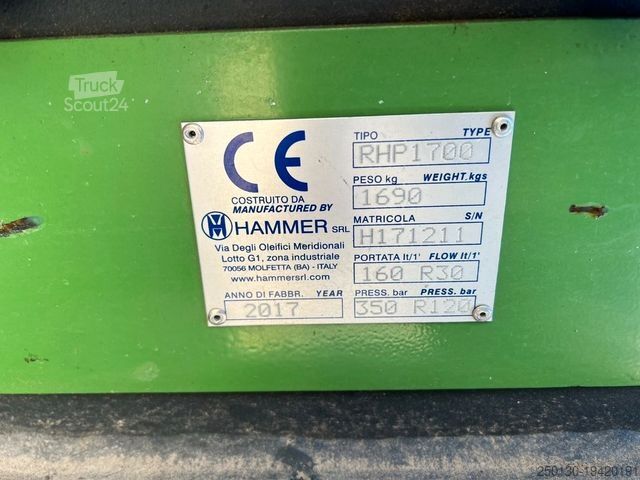 Truck
Scout24
CE
COSTRUITO DA
MANUFACTURED BY
HAMMER SRL
Via Degli Oleifici Meridionali
Lotto G1, zona industriale
70056 MOLFETTA (BA) - ITALY
www.hammersrl.com
ANNO DI FABBR. YEAR
2017
TIPO TYPE
RHP1700
PESO kg WEIGHT.kgs
1690
MATRICOLA S/N
H171211
PORTATA lt/1' FLOW lt/1'
160 R30
PRESS. bar PRESS. bar
350 R120
250130-19420191